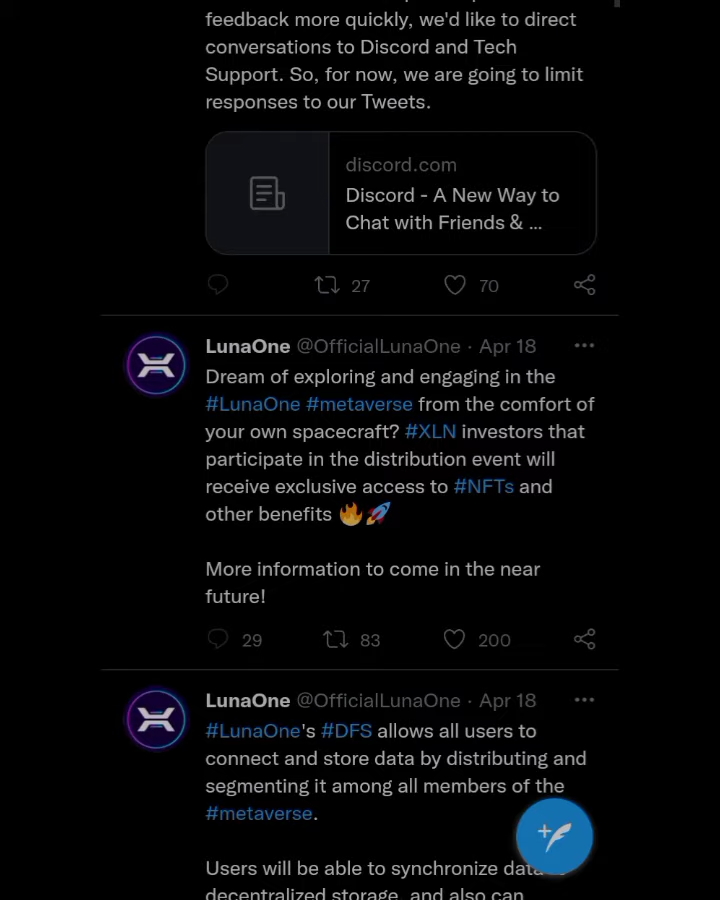 feedback more quickly, we'd like to direct
conversations to Discord and Tech
Support. So, for now, we are going to limit
responses to our Tweets.
discord.com
Discord - A New Way to
Chat with Friends & ...
27 70
LunaOne @OfficialLunaOne · Apr 18
Dream of exploring and engaging in the
#LunaOne #metaverse from the comfort of
your own spacecraft? #XLN investors that
participate in the distribution event will
receive exclusive access to #NFTs and
other benefits 🔥🚀
More information to come in the near
future!
29 83 200
LunaOne @OfficialLunaOne · Apr 18
#LunaOne's #DFS allows all users to
connect and store data by distributing and
segmenting it among all members of the
#metaverse.
Users will be able to synchronize data
decentralized storage, and also can